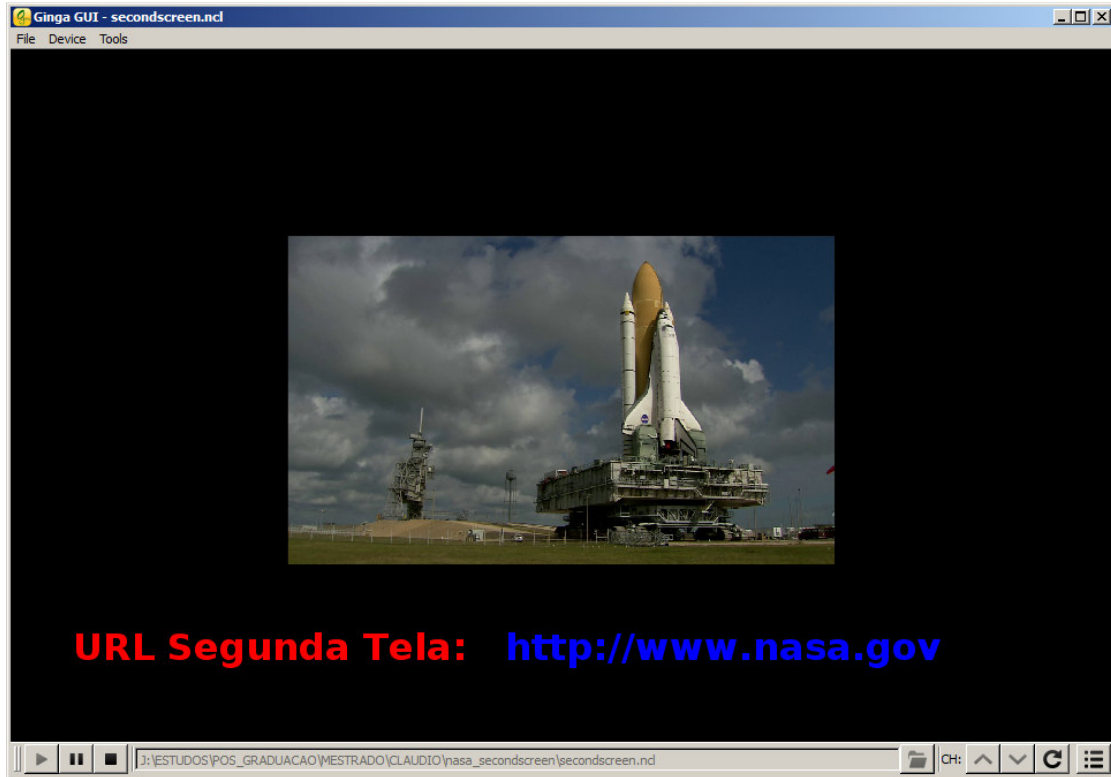 Ginga GUI - secondscreen.ncl
File Device Tools
URL Segunda Tela: http://www.nasa.gov
J:\ESTUDOS\POS_GRADUACAO\MESTRADO\CLAUDIO\nasa_secondscreen\secondscreen.ncl CH: